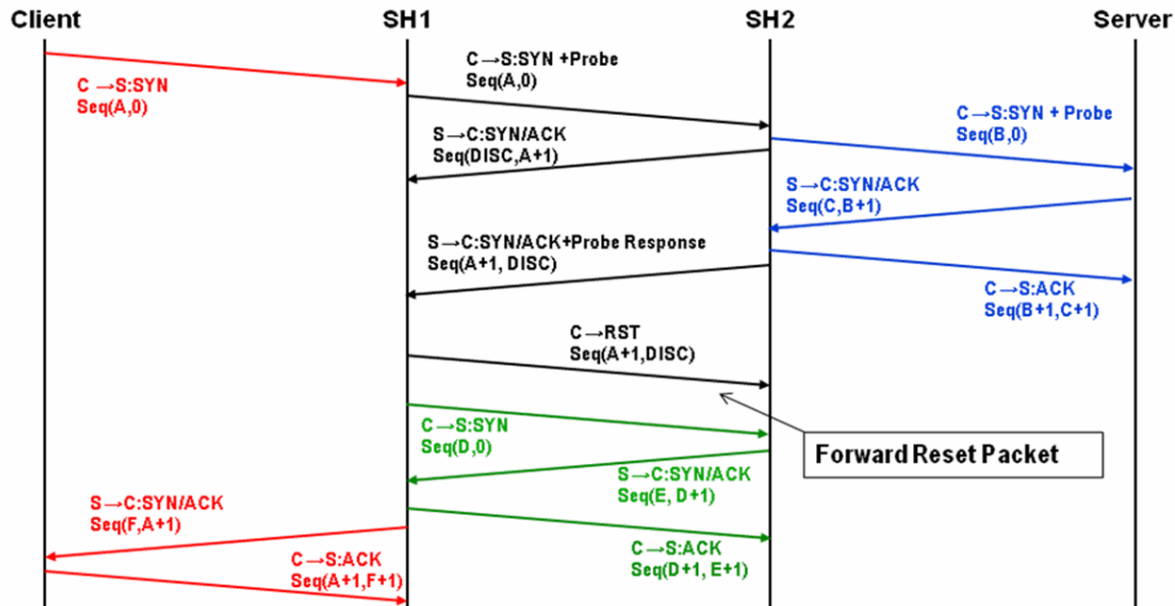 Client
SH1
SH2
Server
C→S:SYN
Seq(A,0)
C→S:SYN +Probe
Seq(A,0)
C→S:SYN + Probe
Seq(B,0)
S→C:SYN/ACK
Seq(DISC,A+1)
S→C:SYN/ACK
Seq(C,B+1)
S→C:SYN/ACK+Probe Response
Seq(A+1, DISC)
C→S:ACK
Seq(B+1,C+1)
C→RST
Seq(A+1,DISC)
Forward Reset Packet
C→S:SYN
Seq(D,0)
S→C:SYN/ACK
Seq(E, D+1)
S→C:SYN/ACK
Seq(F,A+1)
C→S:ACK
Seq(D+1, E+1)
C→S:ACK
Seq(A+1,F+1)